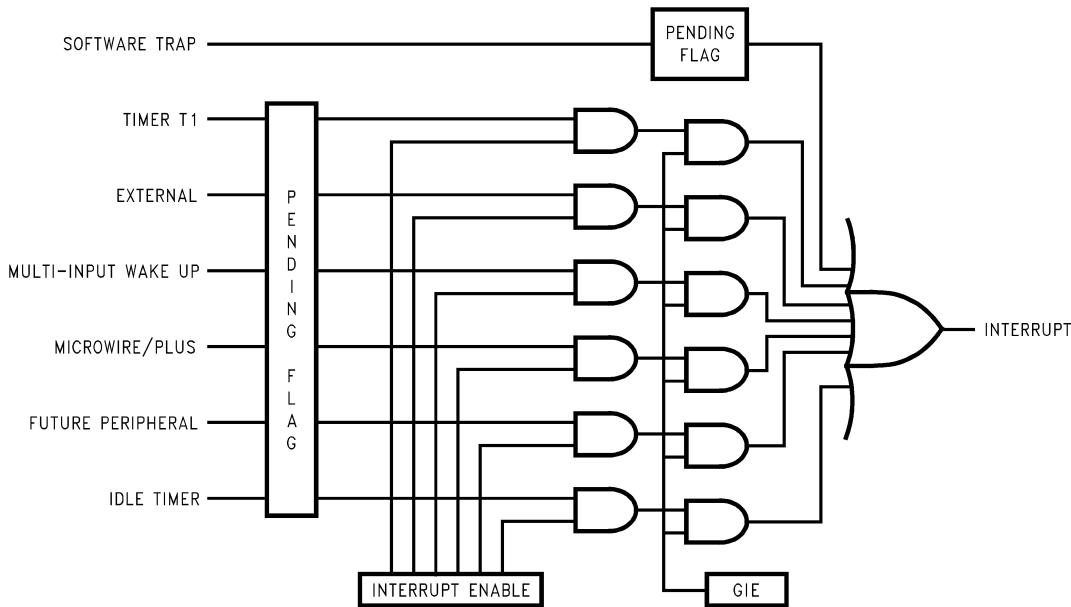 SOFTWARE TRAP
PENDING
FLAG
TIMER T1
EXTERNAL
MULTI-INPUT WAKE UP
MICROWIRE/PLUS
FUTURE PERIPHERAL
IDLE TIMER
PENDING FLAG
INTERRUPT
INTERRUPT ENABLE
GIE